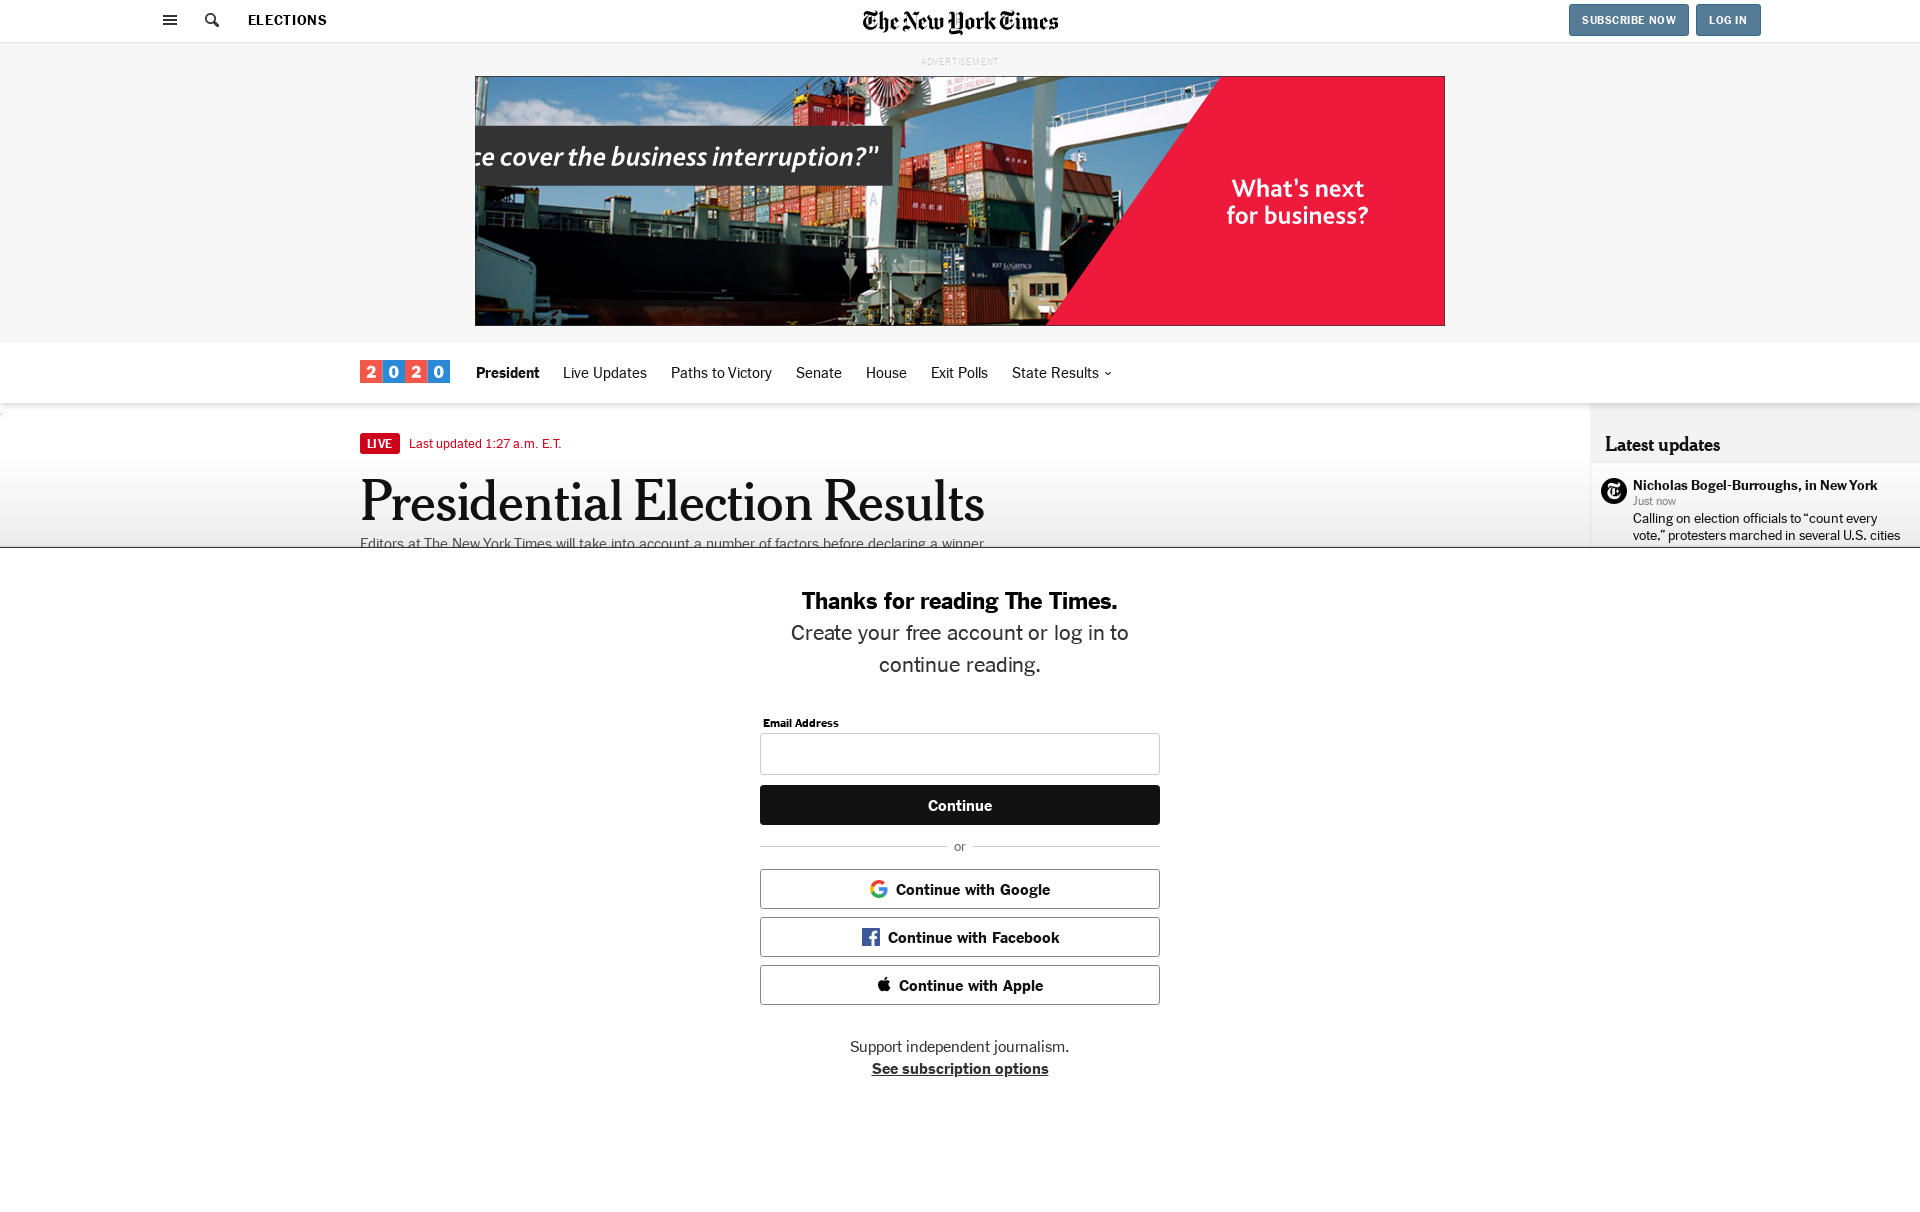 ELECTIONS
The New York Times
SUBSCRIBE NOW
LOG IN
ADVERTISEMENT
ce cover the business interruption?”
What’s next
for business?
2020
President
Live Updates
Paths to Victory
Senate
House
Exit Polls
State Results
LIVE
Last updated 1:27 a.m. E.T.
Presidential Election Results
Editors at The New York Times will take into account a number of factors before declaring a winner
Latest updates
Nicholas Bogel-Burroughs, in New York
Just now
Calling on election officials to “count every
vote,” protesters marched in several U.S. cities
Thanks for reading The Times.
Create your free account or log in to
continue reading.
Email Address
Continue
or
Continue with Google
Continue with Facebook
Continue with Apple
Support independent journalism.
See subscription options